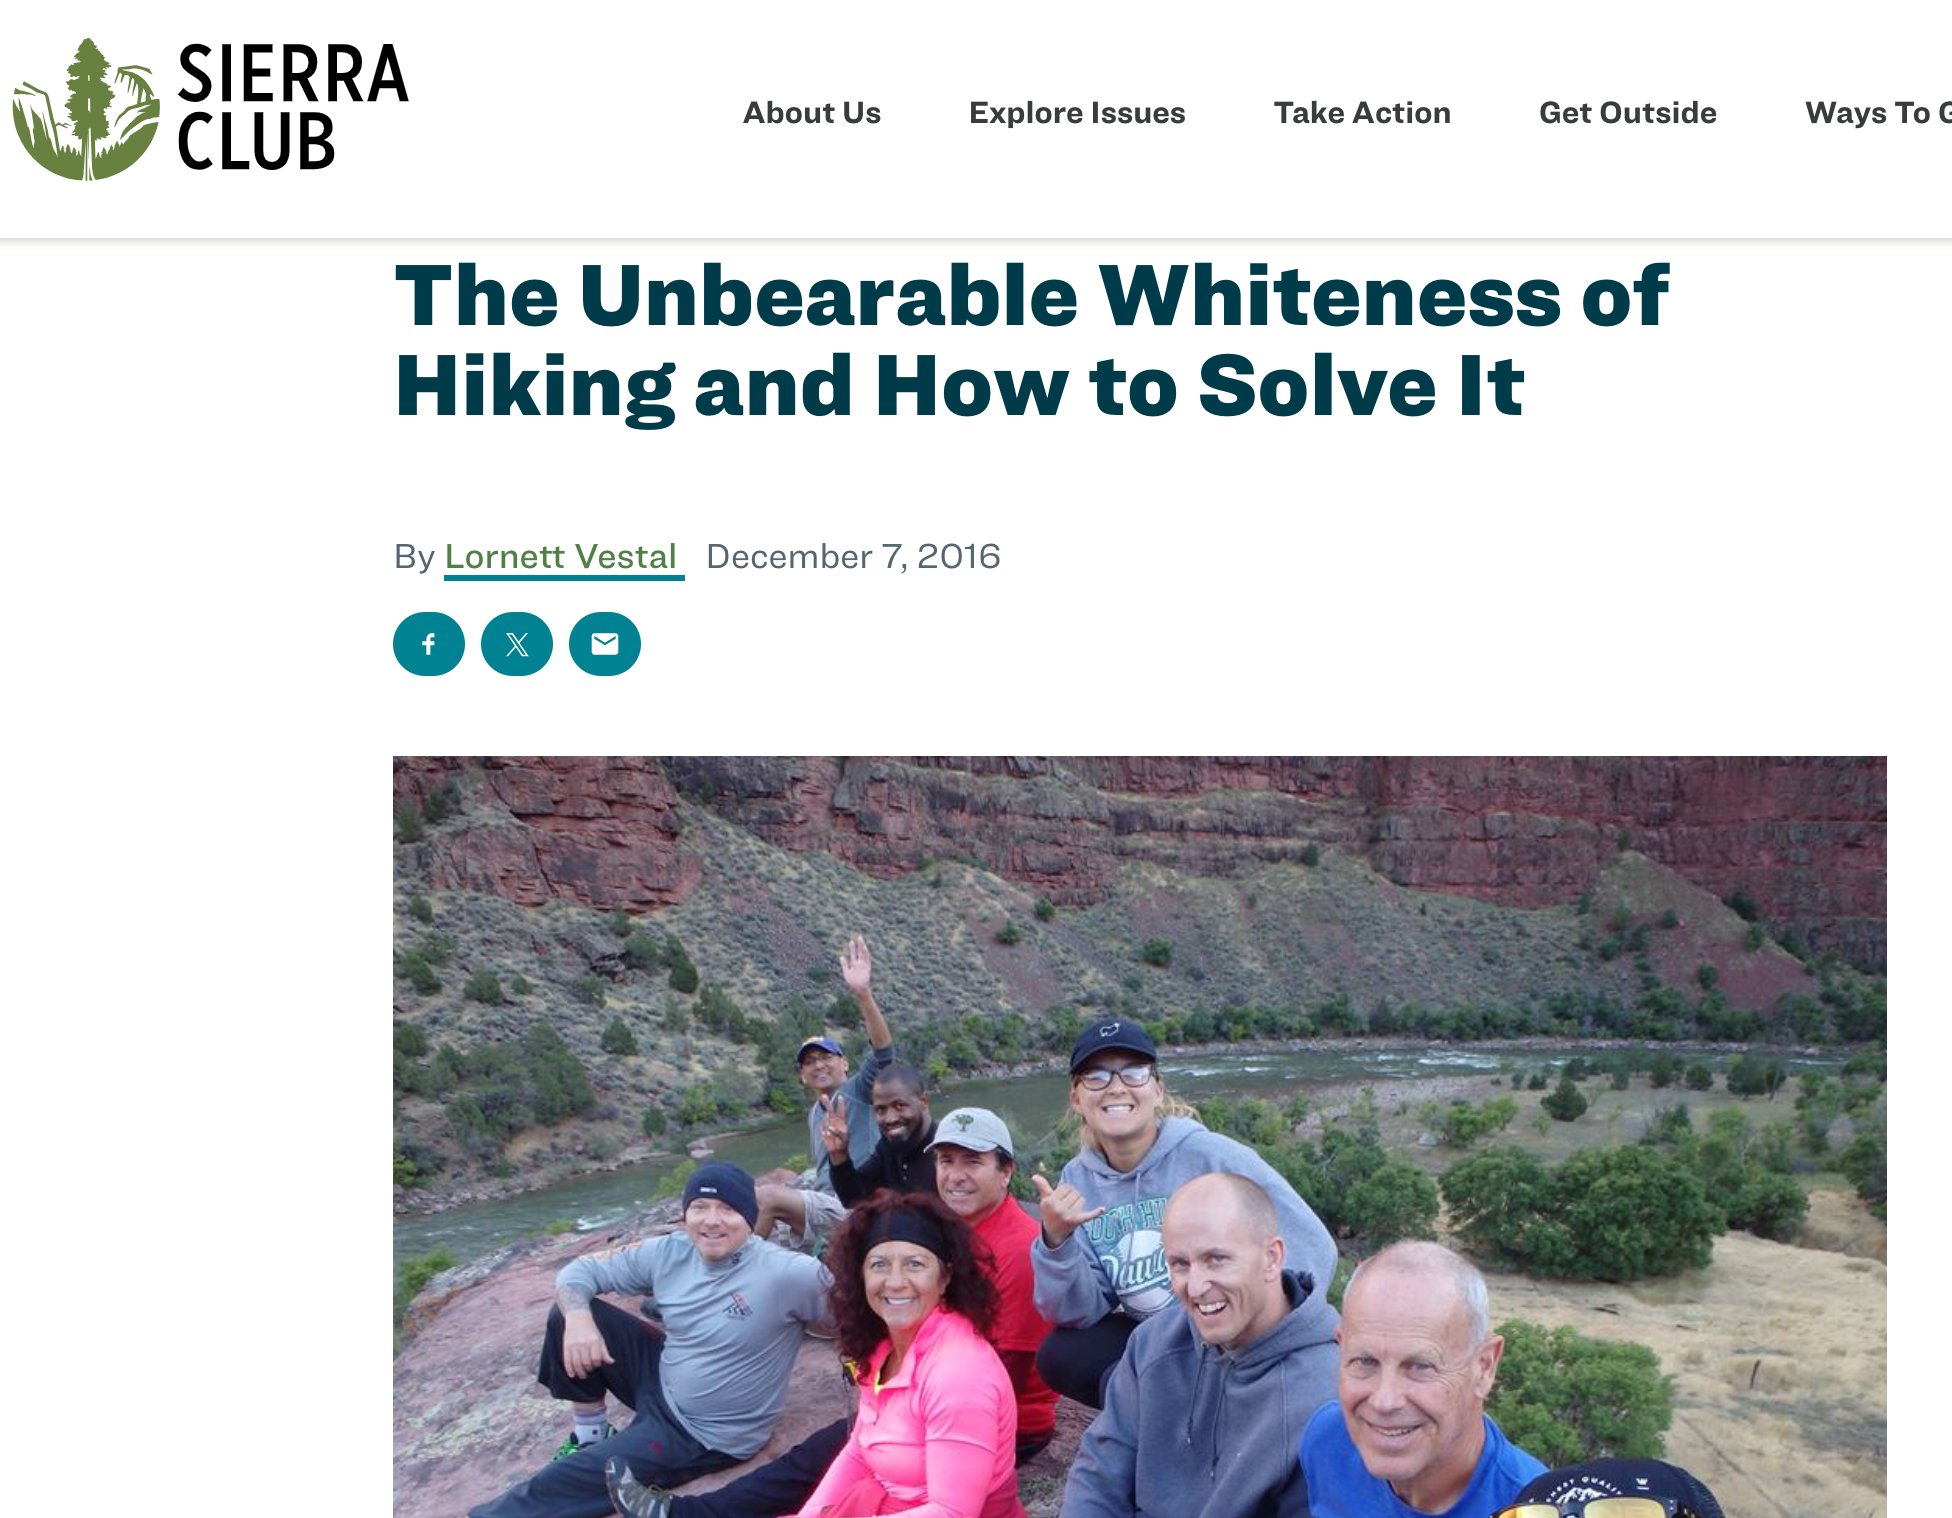 SIERRA
CLUB
About Us Explore Issues Take Action Get Outside Ways To G
The Unbearable Whiteness of
Hiking and How to Solve It
By Lornett Vestal December 7, 2016